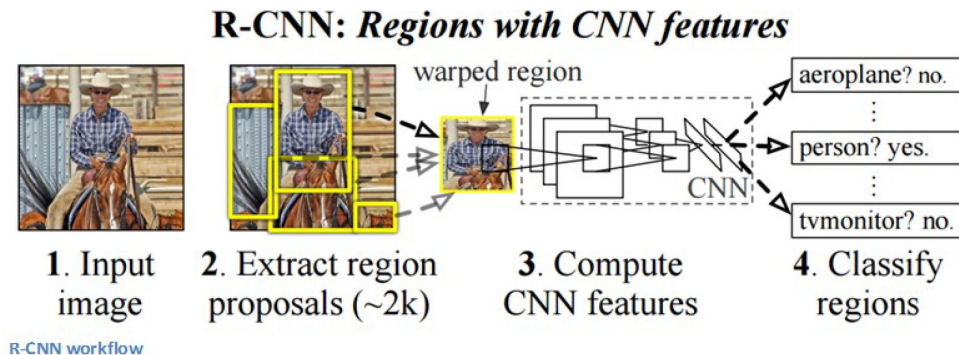 R-CNN: Regions with CNN features
warped region
aeroplane? no.
person? yes.
tvmonitor? no.
CNN
1. Input
image
2. Extract region
proposals (~2k)
3. Compute
CNN features
4. Classify
regions
R-CNN workflow